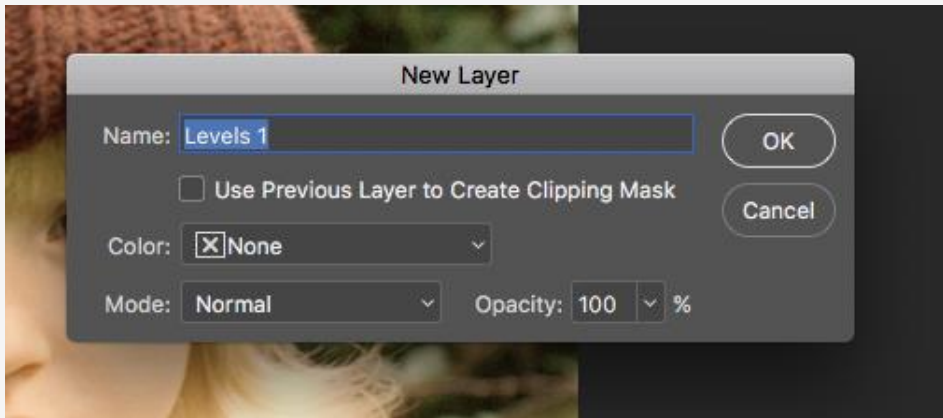 New Layer
Name: Levels 1
OK
Use Previous Layer to Create Clipping Mask
Cancel
Color: None
Mode: Normal Opacity: 100 %